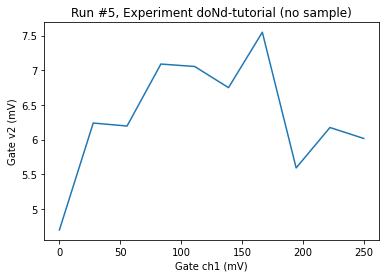 Run #5, Experiment doNd-tutorial (no sample)
7.5
7
6.5
6
5.5
5
Gate v2 (mV)
0 50 100 150 200 250
Gate ch1 (mV)